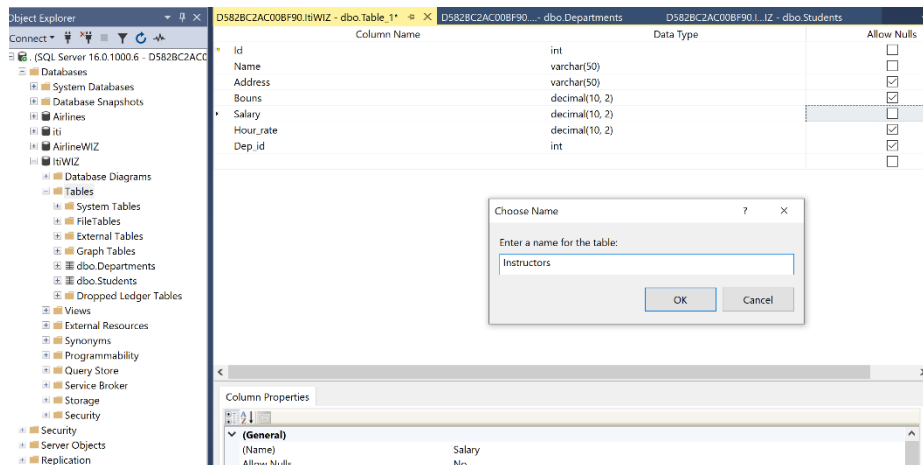 Object Explorer
Connect
. (SQL Server 16.0.1000.6 - D582BC2AC0
Databases
System Databases
Database Snapshots
Airlines
iti
AirlineWIZ
ItiWIZ
Database Diagrams
Tables
System Tables
FileTables
External Tables
Graph Tables
dbo.Departments
dbo.Students
Dropped Ledger Tables
Views
External Resources
Synonyms
Programmability
Query Store
Service Broker
Storage
Security
Security
Server Objects
Replication
D582BC2AC00BF90.ItiWIZ - dbo.Table_1* D582BC2AC00BF90....- dbo.Departments D582BC2AC00BF90.I...IZ - dbo.Students
Column Name Data Type Allow Nulls
Id int
Name varchar(50)
Address varchar(50)
Bouns decimal(10, 2)
Salary decimal(10, 2)
Hour_rate decimal(10, 2)
Dep_id int
Choose Name ?
Enter a name for the table:
Instructors
OK Cancel
Column Properties
(General)
(Name) Salary
Allow Nulls No